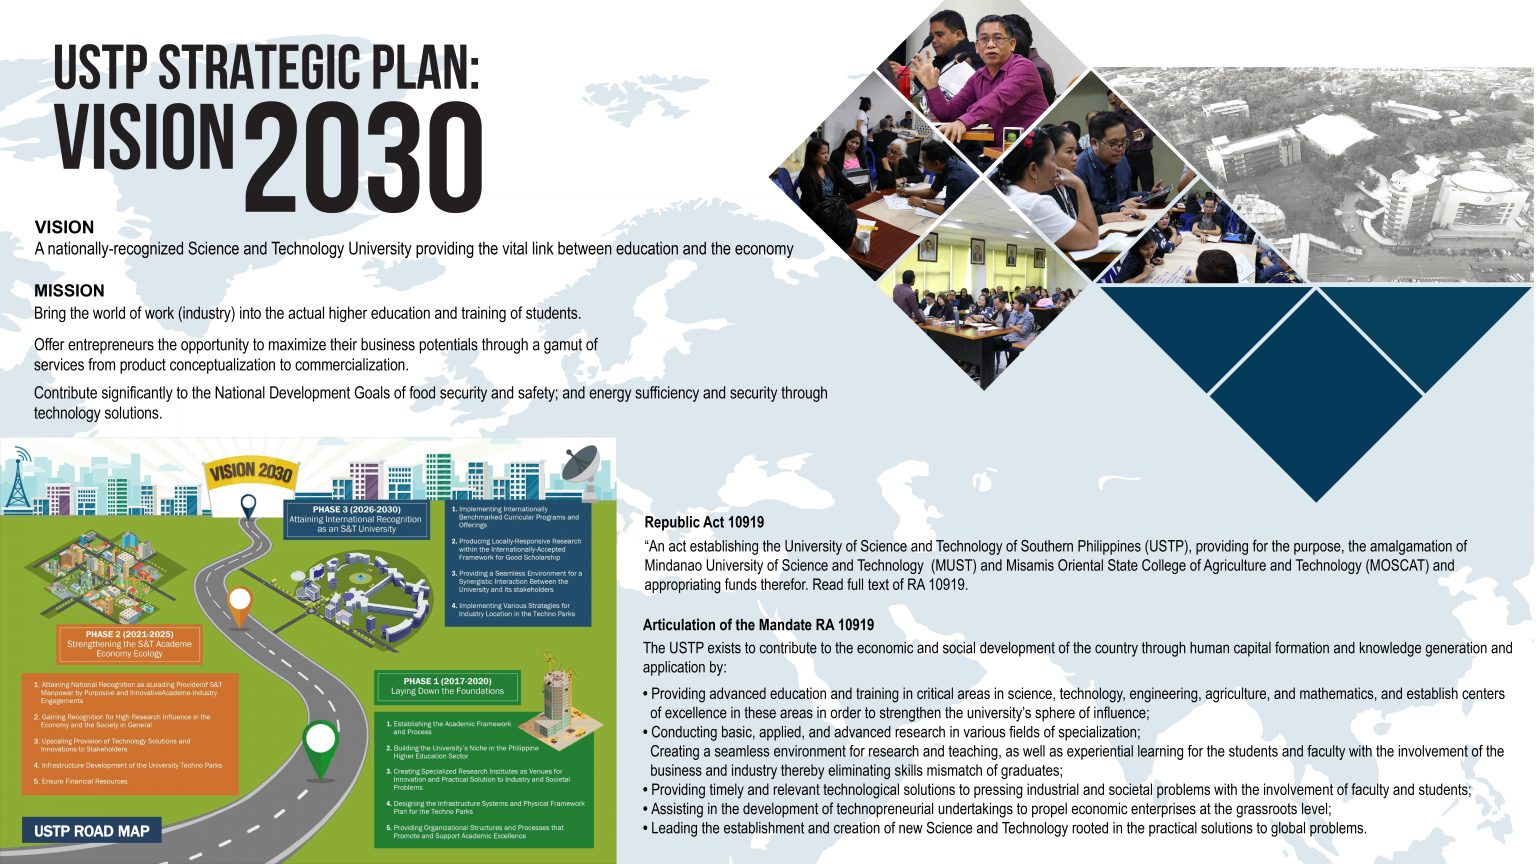 USTP STRATEGIC PLAN:
VISION 2030
VISION
A nationally-recognized Science and Technology University providing the vital link between education and the economy
MISSION
Bring the world of work (industry) into the actual higher education and training of students.
Offer entrepreneurs the opportunity to maximize their business potentials through a gamut of
services from product conceptualization to commercialization.
Contribute significantly to the National Development Goals of food security and safety; and energy sufficiency and security through
technology solutions.
VISION 2030
PHASE 3 (2026-2030)
Attaining International Recognition
as an S&T University
1. Implementing Internationally
Benchmarked Curricular Programs and
Offerings
2. Producing Locally-Responsive Research
within the Internationally-Accepted
Framework for Good Scholarship
3. Providing a Seamless Environment for a
Synergistic Interaction Between the
University and its stakeholders
4. Implementing Various Strategies for
Industry Location in the Techno Parks
PHASE 2 (2021-2025)
Strengthening the S&T Academe
Economy Ecology
1. Attaining National Recognition as aLeading Providerof S&T
Manpower by Purposive and InnovativeAcademe-Industry
Engagements
2. Gaining Recognition for High Research Influence in the
Economy and the Society in General
3. Upscaling Provision of Technology Solutions and
Innovations to Stakeholders
4. Infrastructure Development of the University Techno Parks
5. Ensure Financial Resources
PHASE 1 (2017-2020)
Laying Down the Foundations
1. Establishing the Academic Framework
and Process
2. Building the University's Niche in the Philippine
Higher Education Sector
3. Creating Specialized Research Institutes as Venues for
Innovation and Practical Solution to Industry and Societal
Problems
4. Designing the Infrastructure Systems and Physical Framework
Plan for the Techno Parks
5. Providing Organizational Structures and Processes that
Promote and Support Academic Excellence
USTP ROAD MAP
Republic Act 10919
“An act establishing the University of Science and Technology of Southern Philippines (USTP), providing for the purpose, the amalgamation of
Mindanao University of Science and Technology (MUST) and Misamis Oriental State College of Agriculture and Technology (MOSCAT) and
appropriating funds therefor. Read full text of RA 10919.
Articulation of the Mandate RA 10919
The USTP exists to contribute to the economic and social development of the country through human capital formation and knowledge generation and
application by:
• Providing advanced education and training in critical areas in science, technology, engineering, agriculture, and mathematics, and establish centers
of excellence in these areas in order to strengthen the university’s sphere of influence;
• Conducting basic, applied, and advanced research in various fields of specialization;
Creating a seamless environment for research and teaching, as well as experiential learning for the students and faculty with the involvement of the
business and industry thereby eliminating skills mismatch of graduates;
• Providing timely and relevant technological solutions to pressing industrial and societal problems with the involvement of faculty and students;
• Assisting in the development of technopreneurial undertakings to propel economic enterprises at the grassroots level;
• Leading the establishment and creation of new Science and Technology rooted in the practical solutions to global problems.